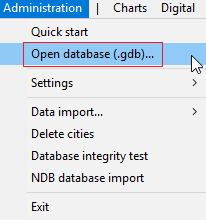 Administration | Charts Digital
Quick start
Open database (.gdb)...
Settings
Data import...
Delete cities
Database integrity test...
NDB database import
Exit